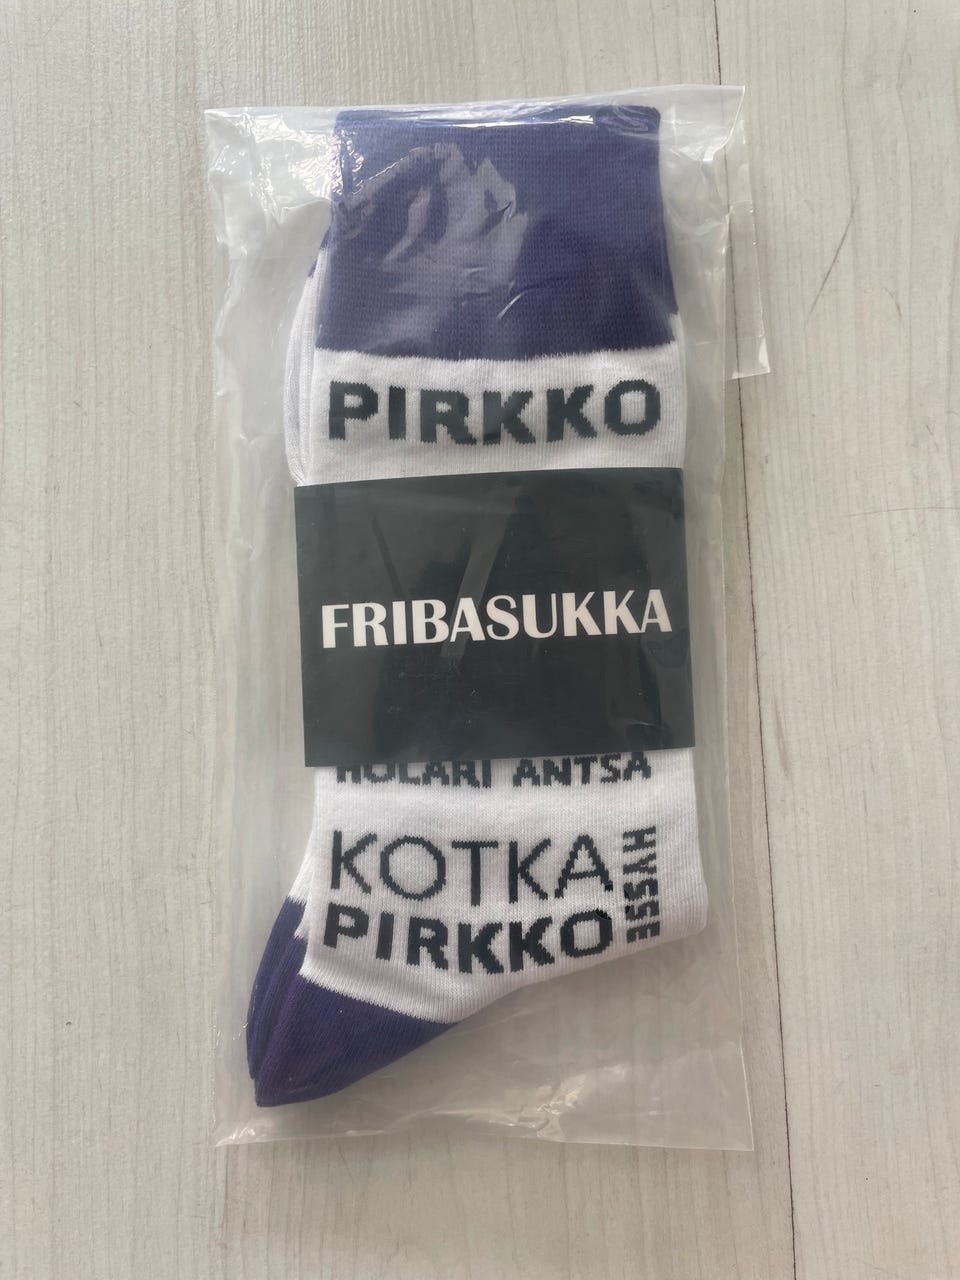 PIRKKO
FRIBASUKKA
HOLARI ANTSA
KOTKA
HYSSE
PIRKKO